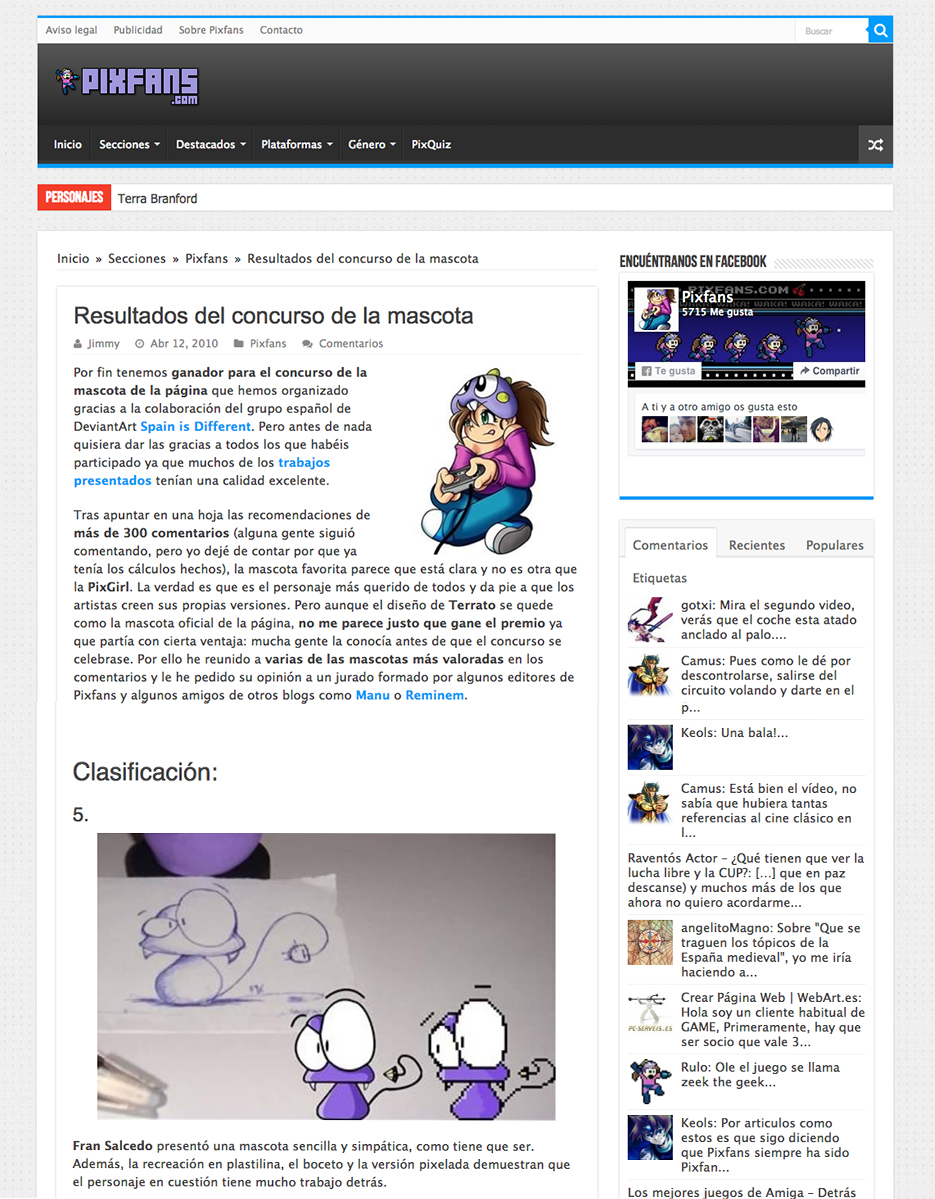 Aviso legal Publicidad Sobre Pixfans Contacto
Buscar
PIXFANS
.COM
Inicio Secciones Destacados Plataformas Género PixQuiz
PERSONAJES Terra Branford
Inicio » Secciones » Pixfans » Resultados del concurso de la mascota
Resultados del concurso de la mascota
Jimmy Abr 12, 2010 Pixfans Comentarios
Por fin tenemos ganador para el concurso de la
mascota de la página que hemos organizado
gracias a la colaboración del grupo español de
DeviantArt Spain is Different. Pero antes de nada
quisiera dar las gracias a todos los que habéis
participado ya que muchos de los trabajos
presentados tenían una calidad excelente.
Tras apuntar en una hoja las recomendaciones de
más de 300 comentarios (alguna gente siguió
comentando, pero yo dejé de contar por que ya
tenía los cálculos hechos), la mascota favorita parece que está clara y no es otra que
la PixGirl. La verdad es que es el personaje más querido de todos y da pie a que los
artistas creen sus propias versiones. Pero aunque el diseño de Terrato se quede
como la mascota oficial de la página, no me parece justo que gane el premio ya
que partía con cierta ventaja: mucha gente la conocía antes de que el concurso se
celebrase. Por ello he reunido a varias de las mascotas más valoradas en los
comentarios y le he pedido su opinión a un jurado formado por algunos editores de
Pixfans y algunos amigos de otros blogs como Manu o Reminem.
Clasificación:
5.
Fran Salcedo presentó una mascota sencilla y simpática, como tiene que ser.
Además, la recreación en plastilina, el boceto y la versión pixelada demuestran que
el personaje en cuestión tiene mucho trabajo detrás.
ENCUÉNTRANOS EN FACEBOOK
PIXFANS.COM
WAKA! WAKA! WAKA! WAKA!
Pixfans
5715 Me gusta
Te gusta Compartir
A ti y a otro amigo os gusta esto
Comentarios Recientes Populares
Etiquetas
gotxi: Mira el segundo video,
verás que el coche esta atado
anclado al palo....
Camus: Pues como le dé por
descontrolarse, salirse del
circuito volando y darte en el
p...
Keols: Una bala!...
Camus: Está bien el vídeo, no
sabía que hubiera tantas
referencias al cine clásico en
l...
Raventós Actor – ¿Qué tienen que ver la
lucha libre y la CUP?: [...] que en paz
descanse) y muchos más de los que
ahora no quiero acordarme...
angelitoMagno: Sobre "Que se
traguen los tópicos de la
España medieval", yo me iría
haciendo a...
PC-SERVEIS.ES
Crear Página Web | WebArt.es:
Hola soy un cliente habitual de
GAME, Primeramente, hay que
ser socio que vale 3...
Rulo: Ole el juego se llama
zeek the geek...
Keols: Por articulos como
estos es que sigo diciendo
que Pixfans siempre ha sido
Pixfan...
Los mejores juegos de Amiga – Detrás